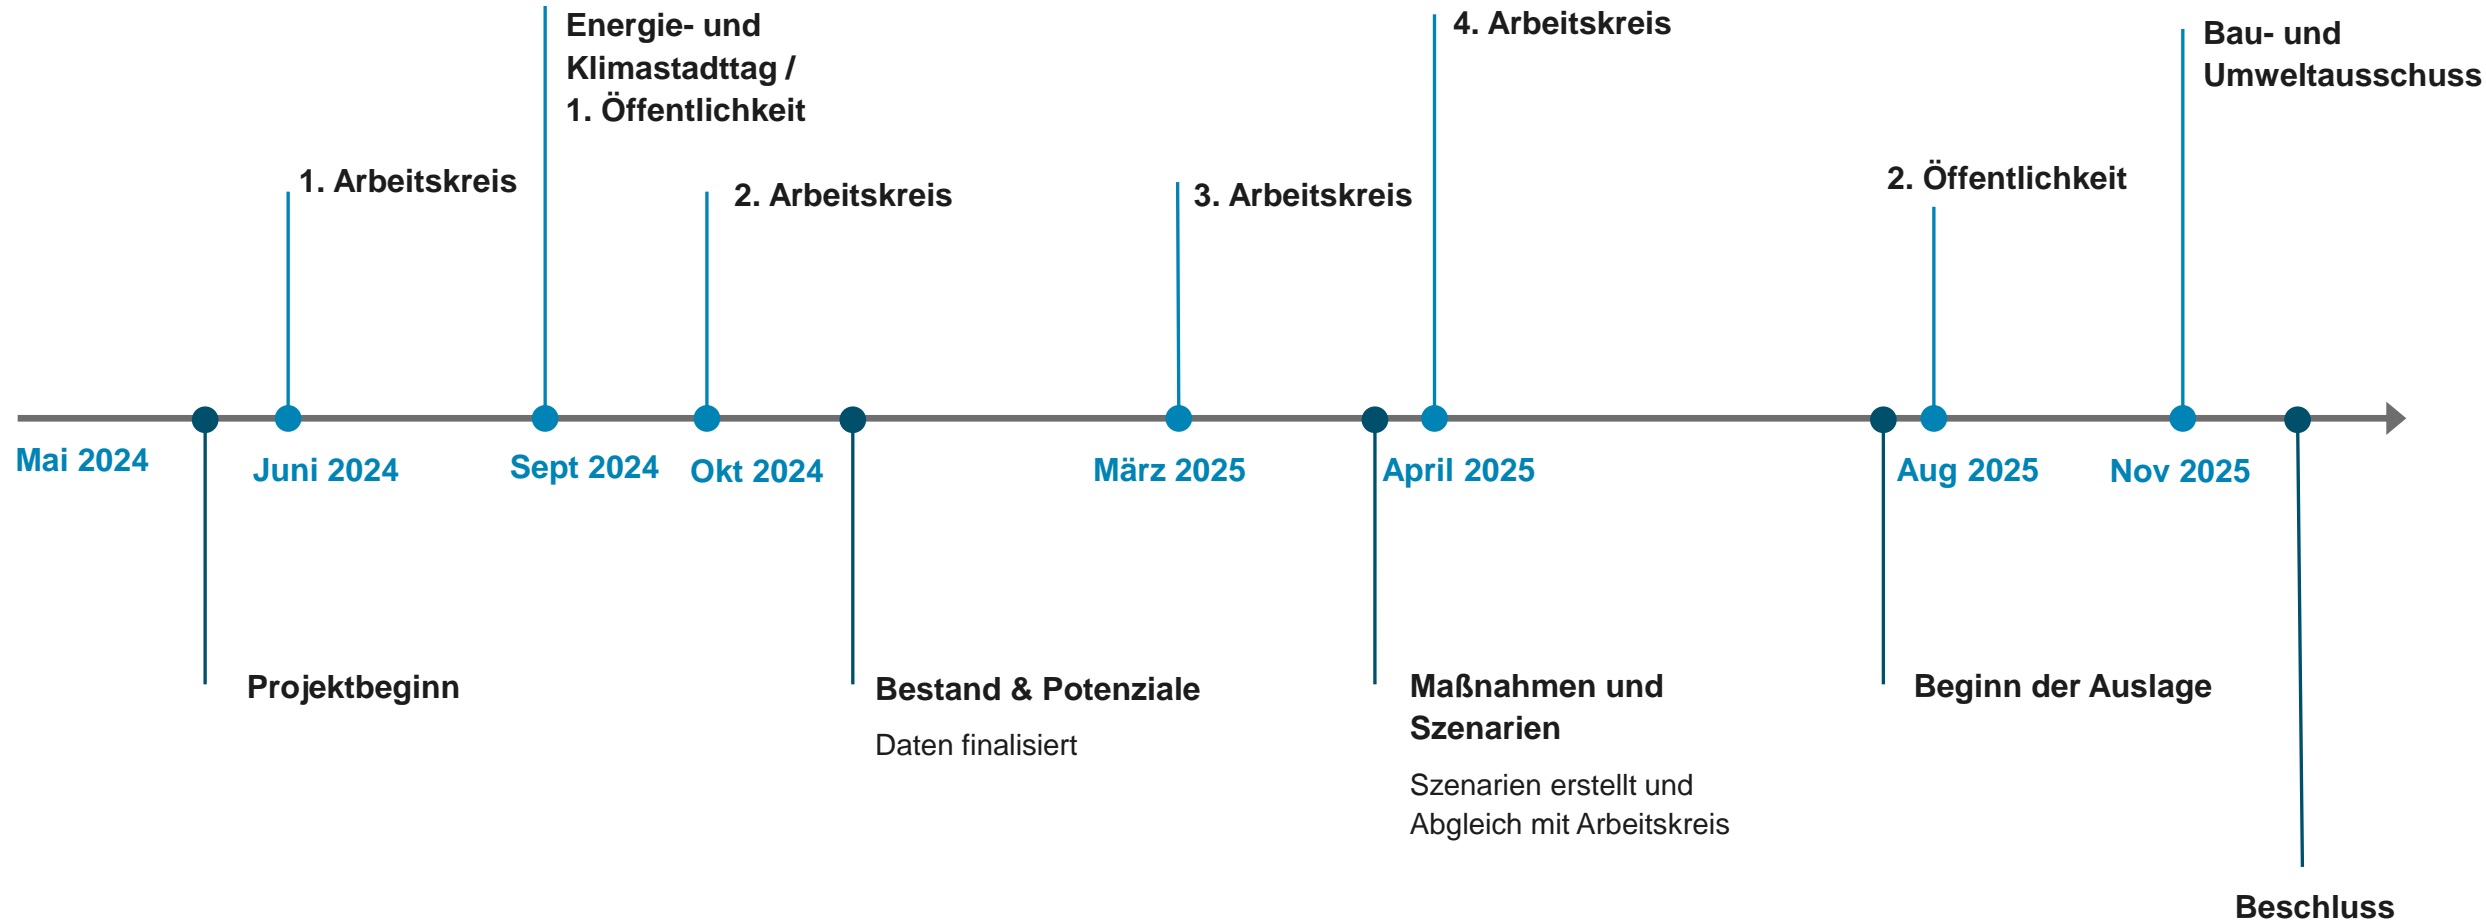 Energie- und
Klimastadttag /
1. Öffentlichkeit
4. Arbeitskreis
Bau- und
Umweltausschuss
1. Arbeitskreis
2. Arbeitskreis
3. Arbeitskreis
2. Öffentlichkeit
Mai 2024
Juni 2024
Sept 2024
Okt 2024
März 2025
April 2025
Aug 2025
Nov 2025
Projektbeginn
Bestand & Potenziale
Daten finalisiert
Maßnahmen und
Szenarien
Szenarien erstellt und
Abgleich mit Arbeitskreis
Beginn der Auslage
Beschluss